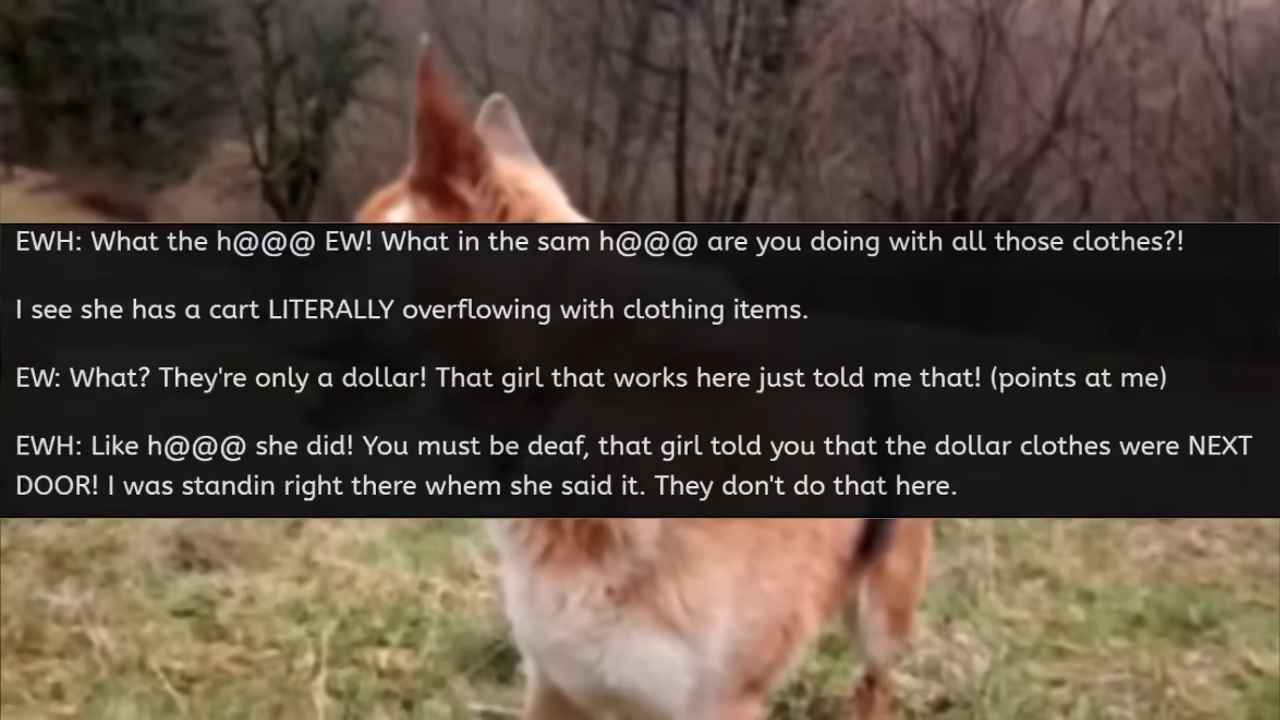 EWH: What the h@@@ EW! What in the sam h@@@ are you doing with all those clothes?!
I see she has a cart LITERALLY overflowing with clothing items.
EW: What? They're only a dollar! That girl that works here just told me that! (points at me)
EWH: Like h@@@ she did! You must be deaf, that girl told you that the dollar clothes were NEXT
DOOR! I was standin right there whem she said it. They don't do that here.